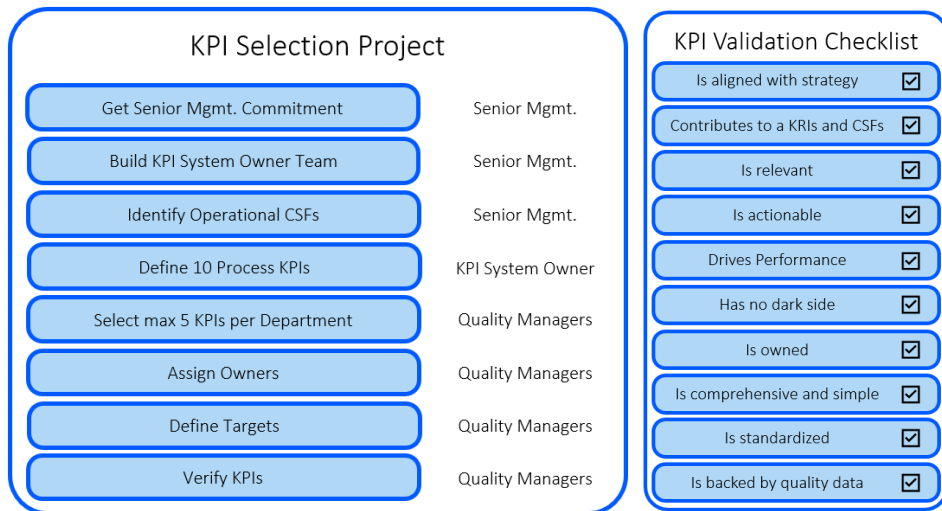 KPI Selection Project
Get Senior Mgmt. Commitment Senior Mgmt.
Build KPI System Owner Team Senior Mgmt.
Identify Operational CSFs Senior Mgmt.
Define 10 Process KPIs KPI System Owner
Select max 5 KPIs per Department Quality Managers
Assign Owners Quality Managers
Define Targets Quality Managers
Verify KPIs Quality Managers
KPI Validation Checklist
Is aligned with strategy
Contributes to a KRIs and CSFs
Is relevant
Is actionable
Drives Performance
Has no dark side
Is owned
Is comprehensive and simple
Is standardized
Is backed by quality data